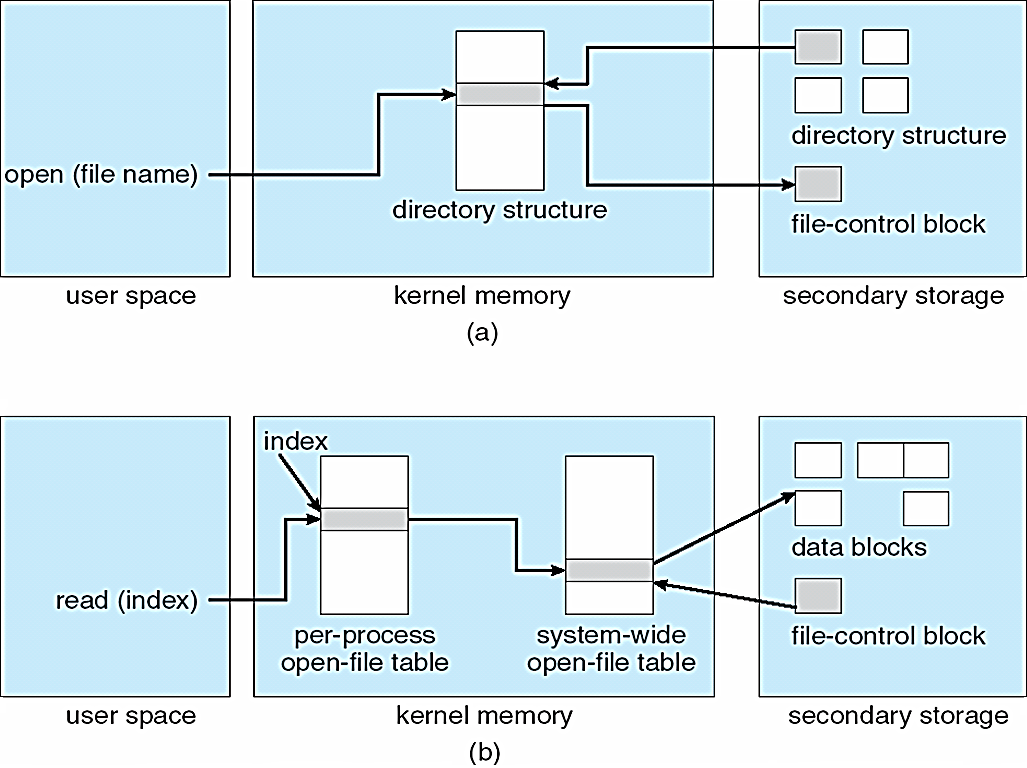 directory structure
open (file name)
directory structure
file-control block
user space
kernel memory
secondary storage
(a)
index
data blocks
read (index)
per-process
open-file table
system-wide
open-file table
file-control block
user space
kernel memory
secondary storage
(b)